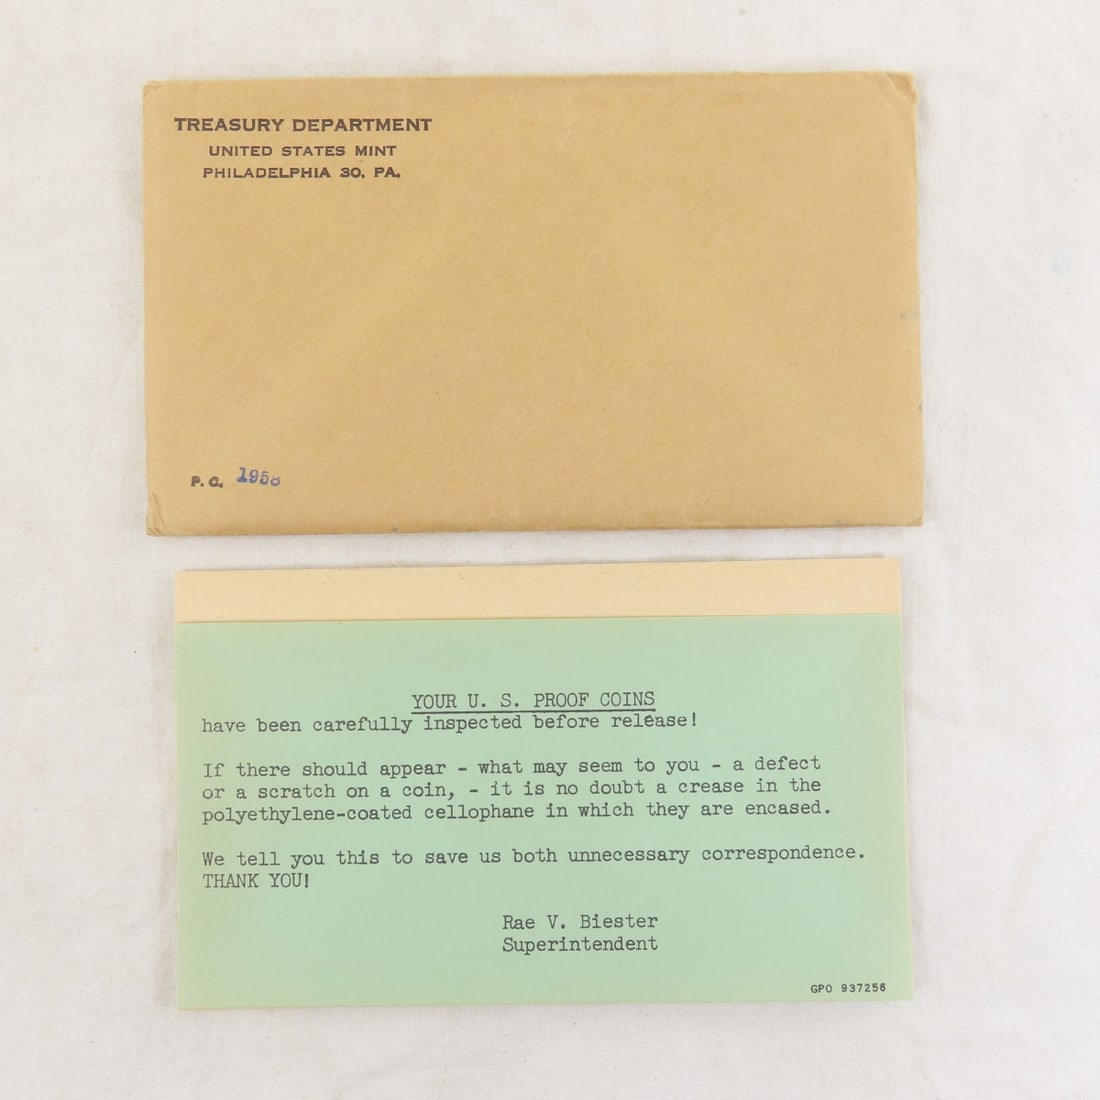 TREASURY DEPARTMENT
UNITED STATES MINT
PHILADELPHIA 30, PA.
P. C. 1958
YOUR U. S. PROOF COINS
have been carefully inspected before release!
If there should appear - what may seem to you - a defect
or a scratch on a coin, - it is no doubt a crease in the
polyethylene-coated cellophane in which they are encased.
We tell you this to save us both unnecessary correspondence.
THANK YOU!
Rae V. Biester
Superintendent
GPO 937256